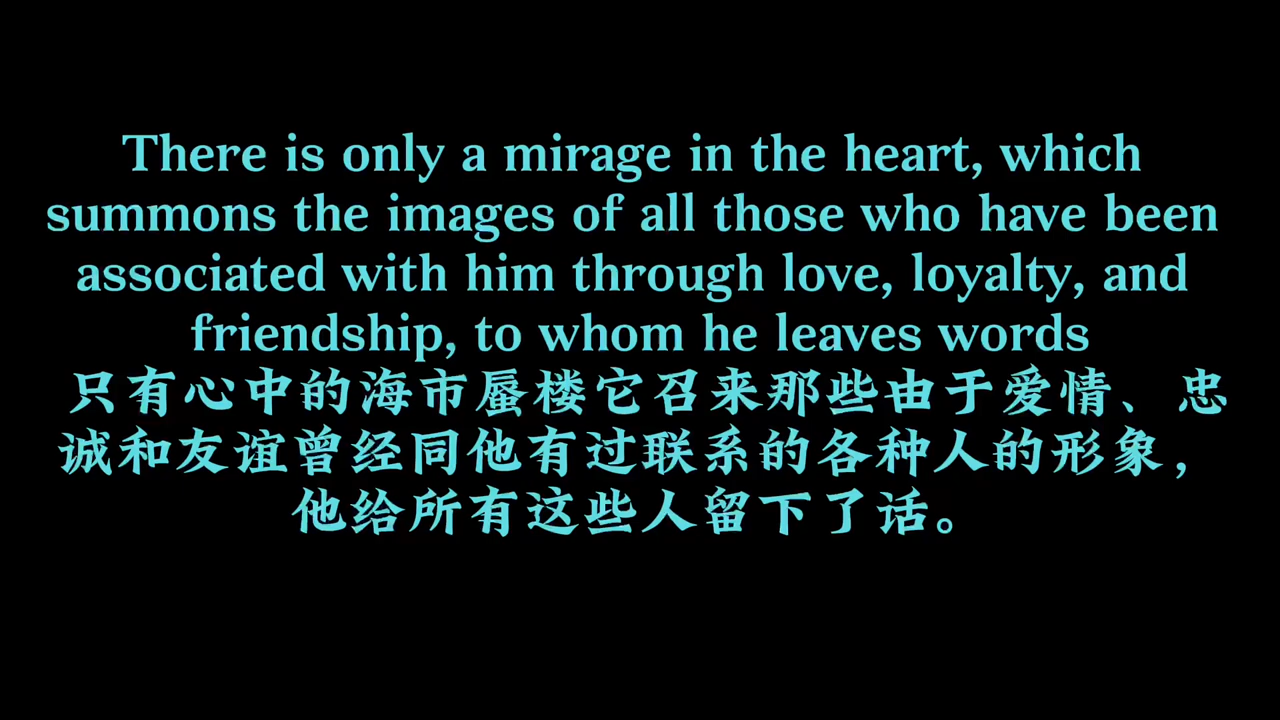 There is only a mirage in the heart, which
summons the images of all those who have been
associated with him through love, loyalty, and
friendship, to whom he leaves words
只有心中的海市蜃楼它召来那些由于爱情、忠
诚和友谊曾经同他有过联系的各种人的形象，
他给所有这些人留下了话。